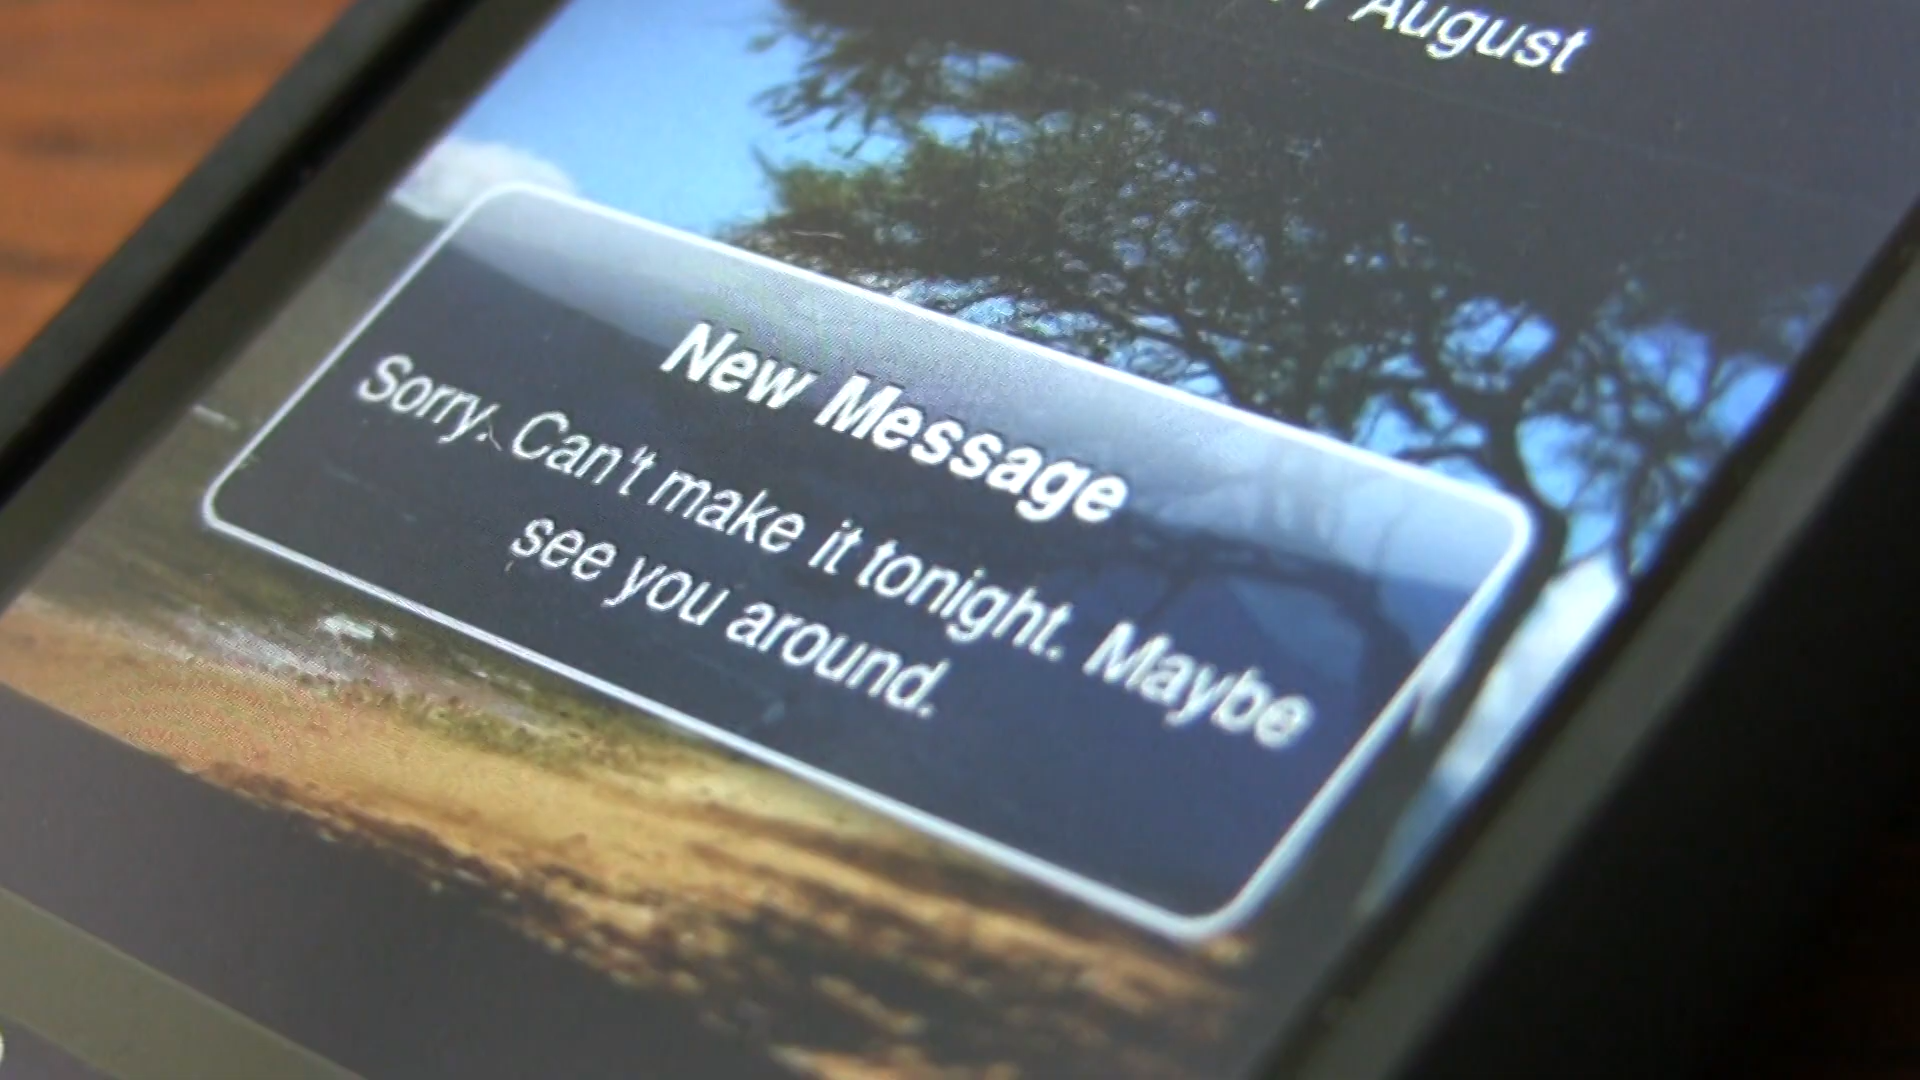 August
New Message
Sorry. Can't make it tonight. Maybe
see you around.